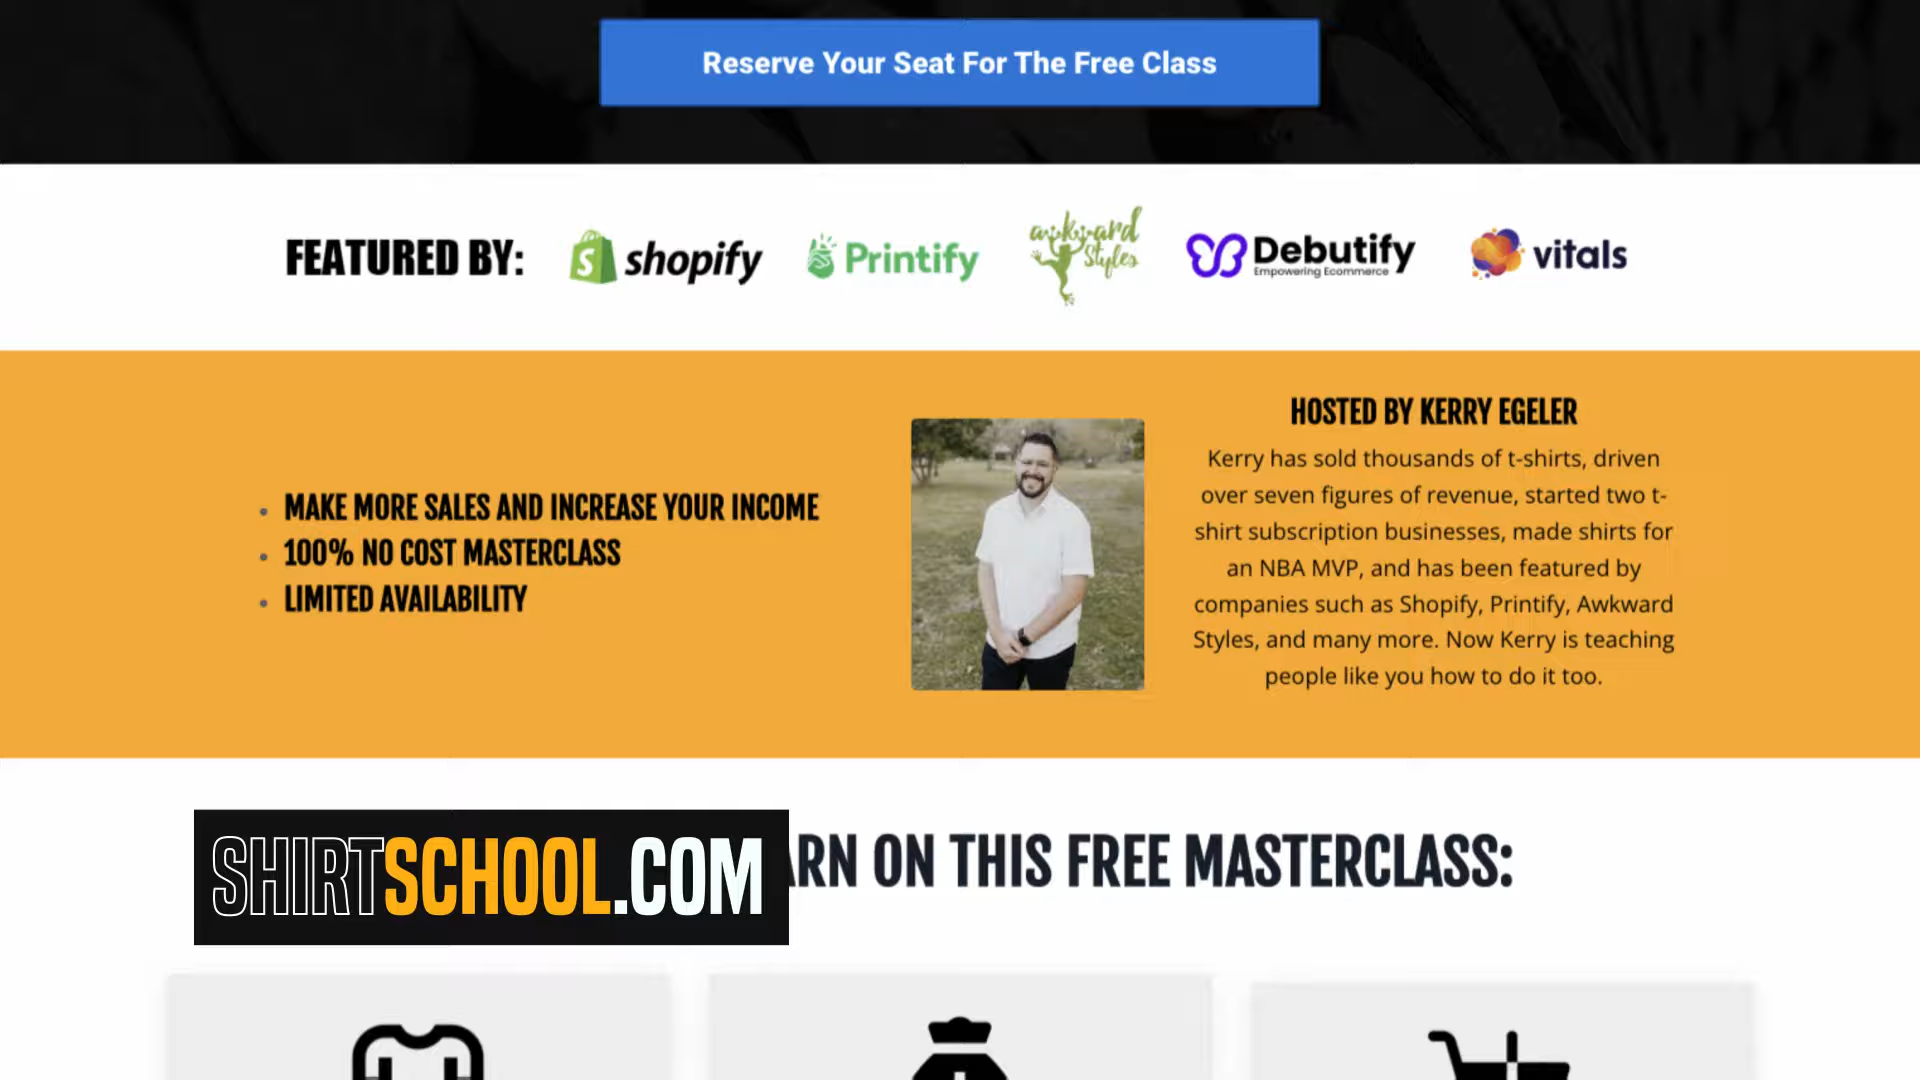 Reserve Your Seat For The Free Class
FEATURED BY:
shopify
Printify
awkward
Styles
Debutify
Empowering Ecommerce
vitals
MAKE MORE SALES AND INCREASE YOUR INCOME
100% NO COST MASTERCLASS
LIMITED AVAILABILITY
HOSTED BY KERRY EGELER
Kerry has sold thousands of t-shirts, driven
over seven figures of revenue, started two t-
shirt subscription businesses, made shirts for
an NBA MVP, and has been featured by
companies such as Shopify, Printify, Awkward
Styles, and many more. Now Kerry is teaching
people like you how to do it too.
SHIRTSCHOOL.COM
ARN ON THIS FREE MASTERCLASS: